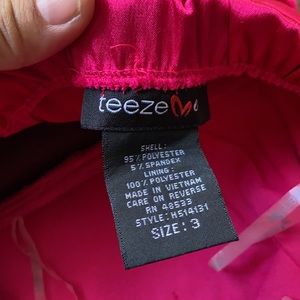 teeze
SHELL:
95% POLYESTER
5% SPANDEX
LINING:
100% POLYESTER
MADE IN VIETNAM
CARE ON REVERSE
RN 48533
STYLE: H514131
SIZE: 3